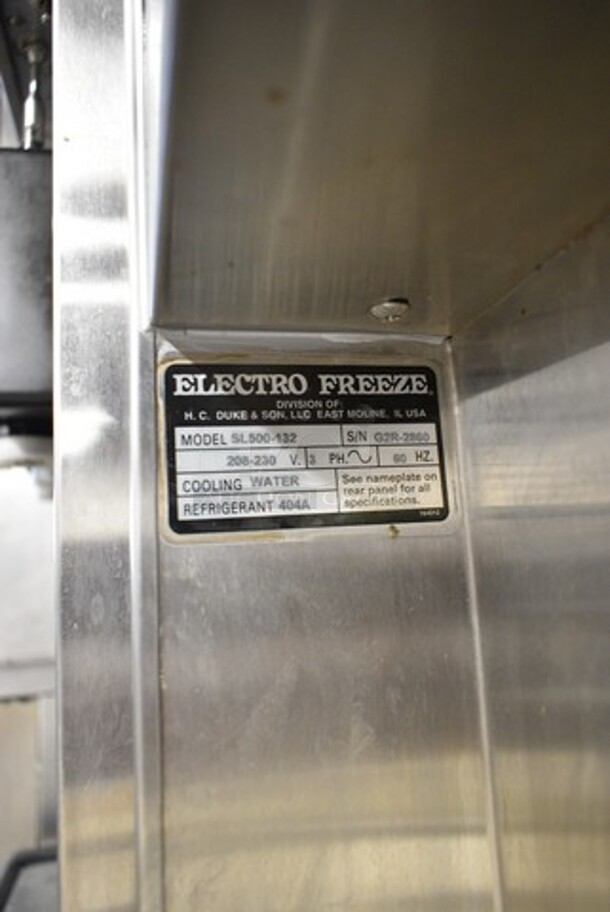 ELECTRO FREEZE
DIVISION OF:
H. C. DUKE & SON, LLC EAST MOLINE, IL USA
MODEL SL500-132 S/N G2R-2860
208-230 V. 3 PH. 60 HZ.
COOLING WATER
REFRIGERANT 404A
See nameplate on
rear panel for all
specifications.